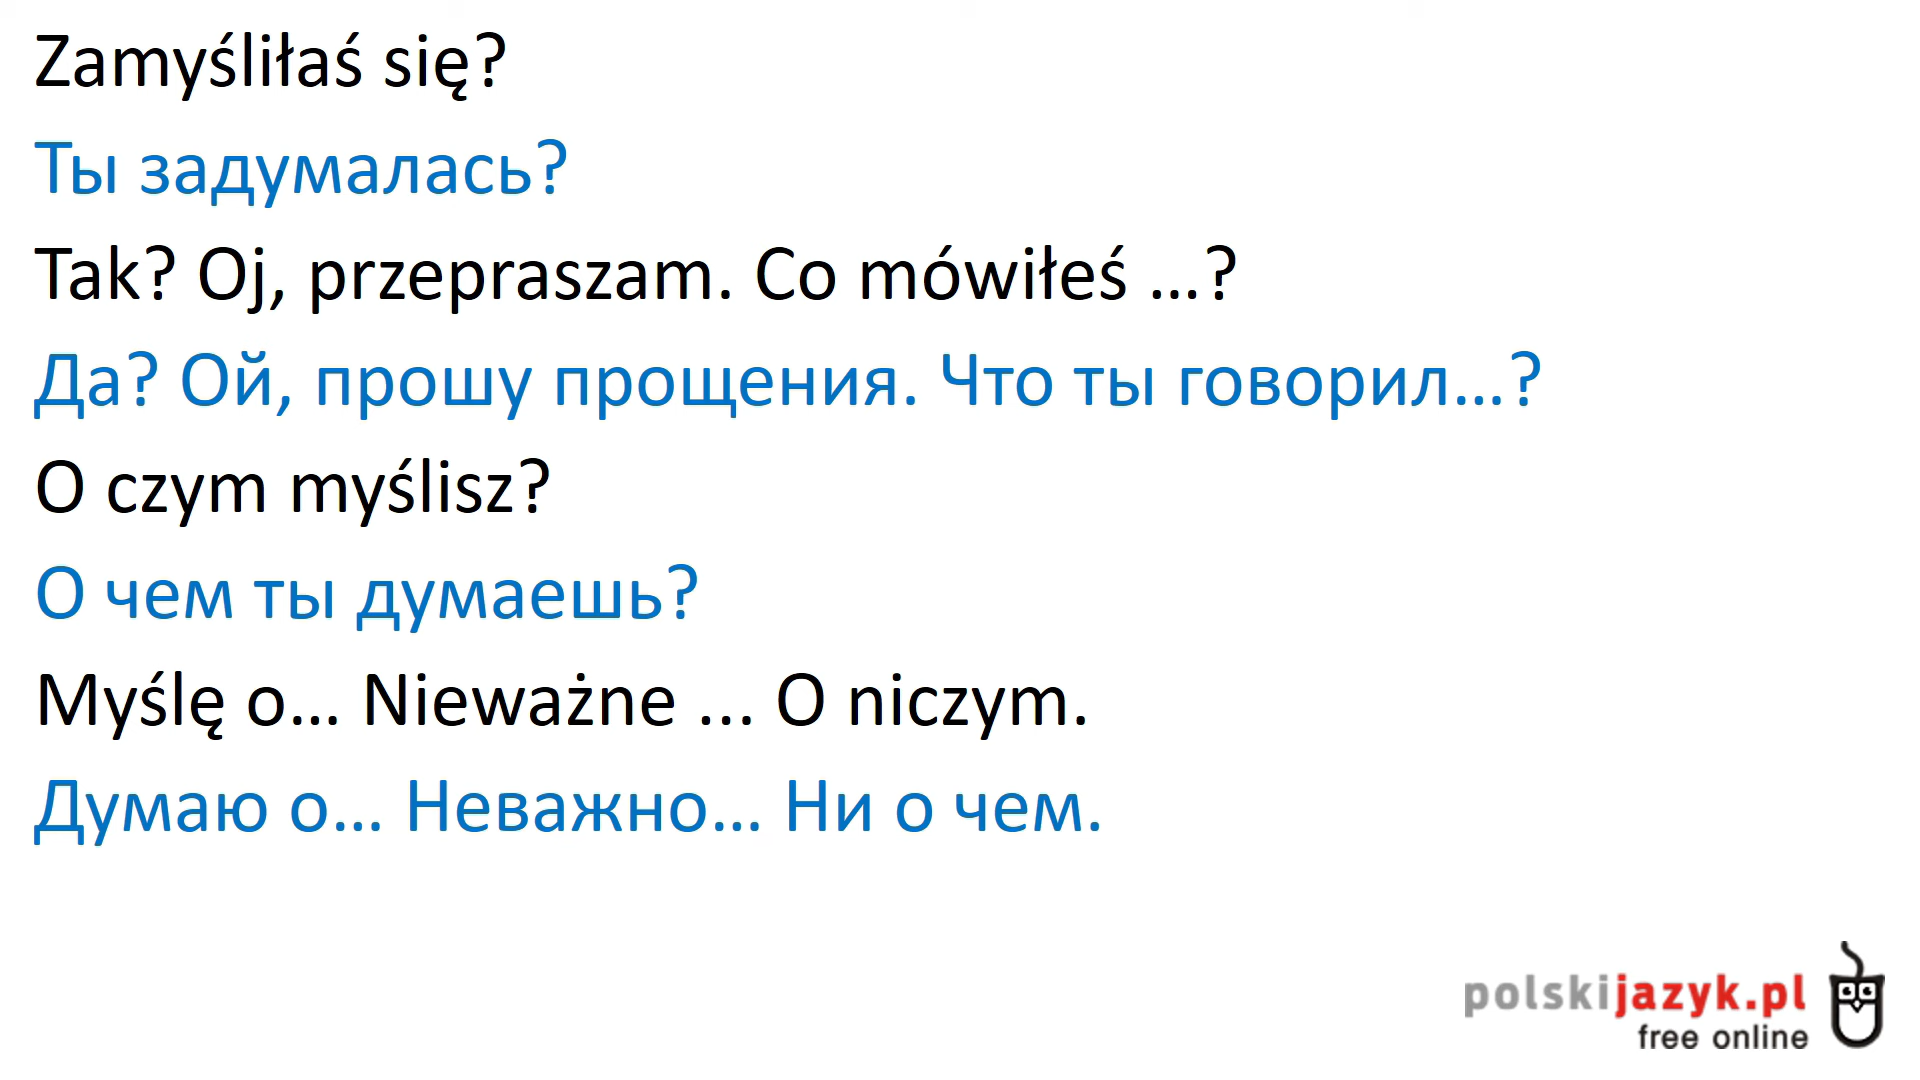 Zamyśliłaś się?
Ты задумалась?
Tak? Oj, przepraszam. Co mówiłeś ...?
Да? Ой, прошу прощения. Что ты говорил...?
O czym myślisz?
О чем ты думаешь?
Myślę o... Nieważne ... O niczym.
Думаю о... Неважно... Ни о чем.
polskijazyk.pl
free online